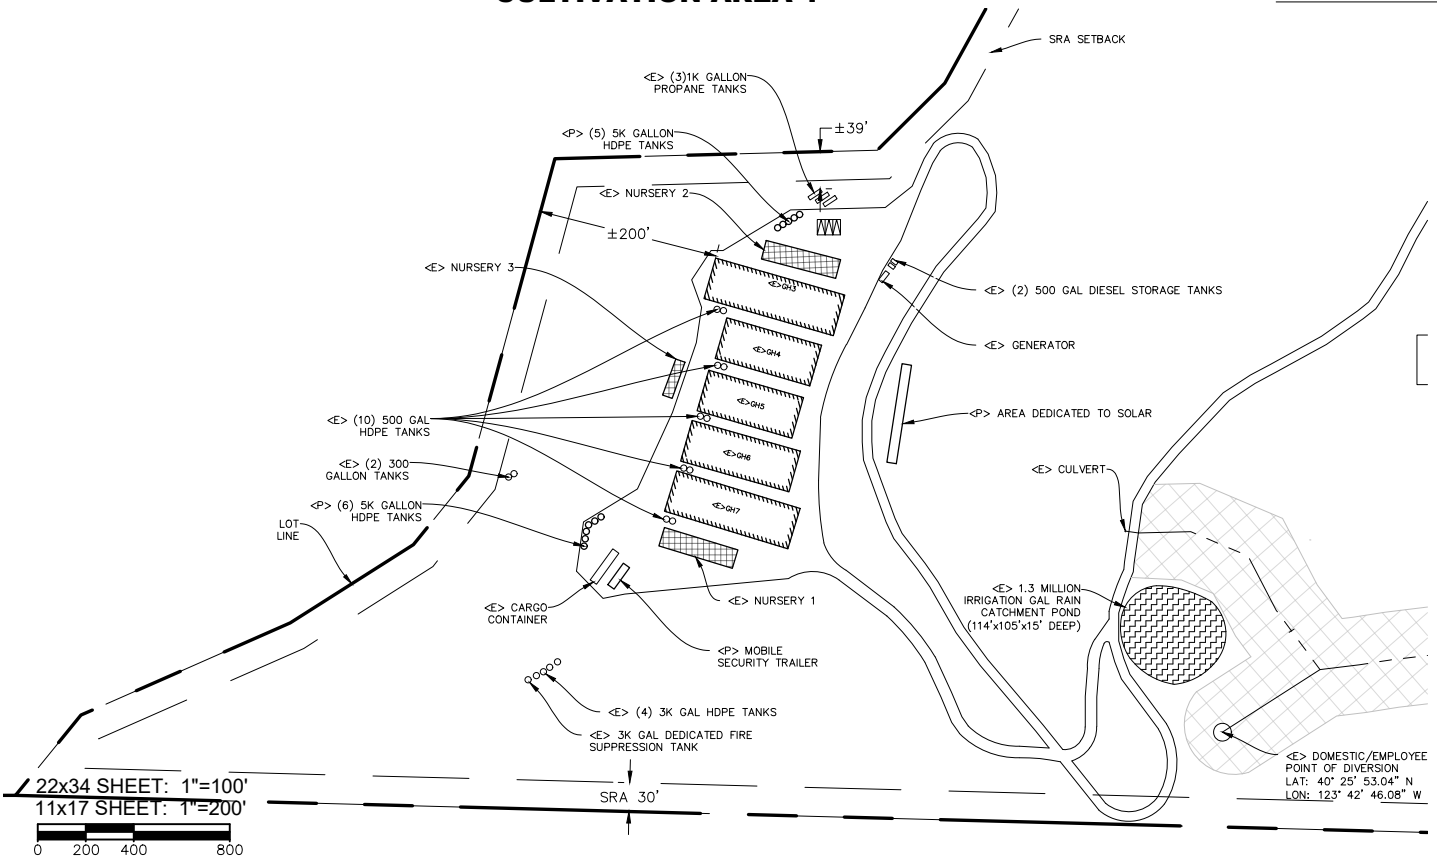 CULTIVATION AREA 1
SRA SETBACK
<E> (3)1K GALLON
PROPANE TANKS
±39'
<P> (5) 5K GALLON
HDPE TANKS
<E> NURSERY 2
±200'
<E> NURSERY 3
<E>GH3
<E> (2) 500 GAL DIESEL STORAGE TANKS
<E> GENERATOR
<E>GH4
<E>GH5
<P> AREA DEDICATED TO SOLAR
<E> (10) 500 GAL
HDPE TANKS
<E>GH6
<E> (2) 300
GALLON TANKS
<E> CULVERT
<P> (6) 5K GALLON
HDPE TANKS
<E>GH7
LOT
LINE
<E> 1.3 MILLION
IRRIGATION GAL RAIN
CATCHMENT POND
(114'x105'x15' DEEP)
<E> NURSERY 1
<E> CARGO
CONTAINER
<P> MOBILE
SECURITY TRAILER
<E> (4) 3K GAL HDPE TANKS
<E> 3K GAL DEDICATED FIRE
SUPPRESSION TANK
<E> DOMESTIC/EMPLOYEE
POINT OF DIVERSION
LAT: 40° 25' 53.04" N
LON: 123° 42' 46.08" W
SRA 30'
22x34 SHEET: 1"=100'
11x17 SHEET: 1"=200'
0 200 400 800